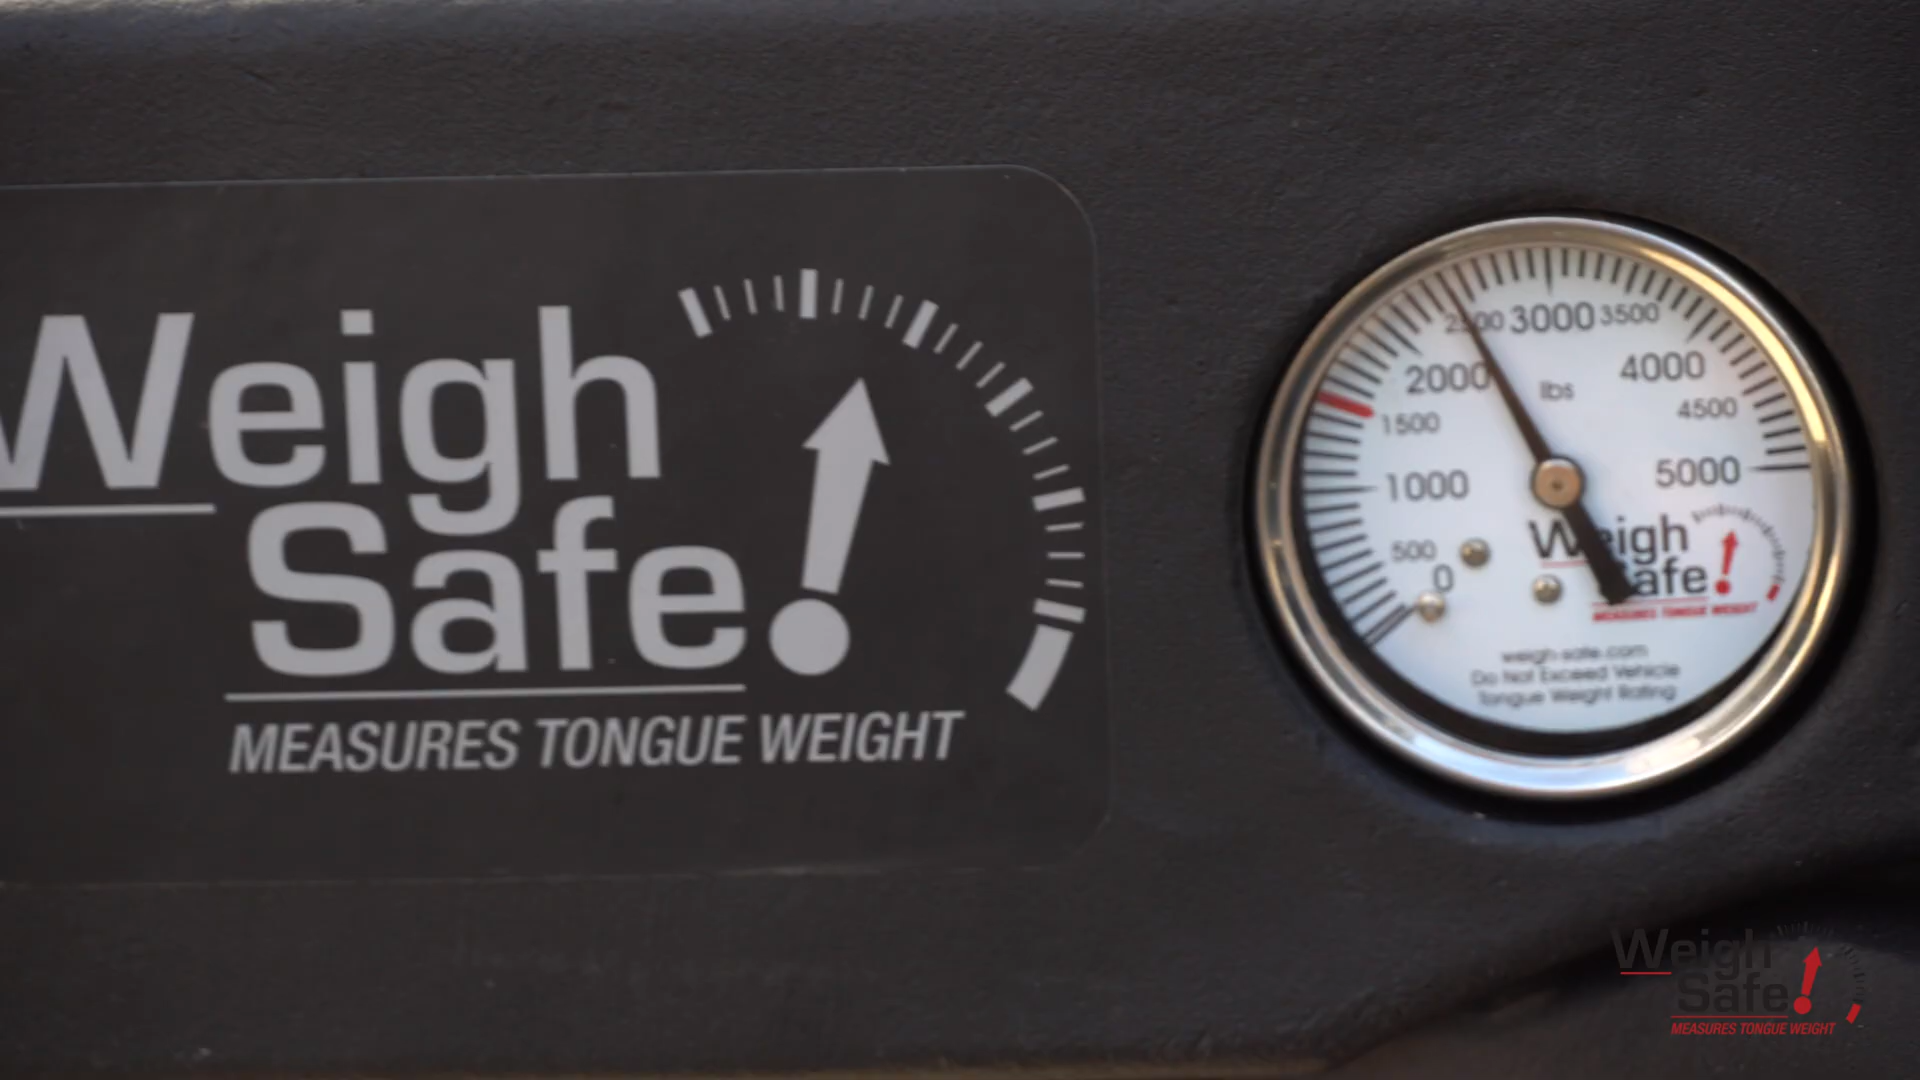 Weigh
Safe!
MEASURES TONGUE WEIGHT
2500 3000 3500
2000 lbs 4000
1500 4500
1000 5000
500
0
Weigh
Safe!
MEASURES TONGUE WEIGHT
weigh-safe.com
Do Not Exceed Vehicle
Tongue Weight Rating
Weigh
Safe!
MEASURES TONGUE WEIGHT